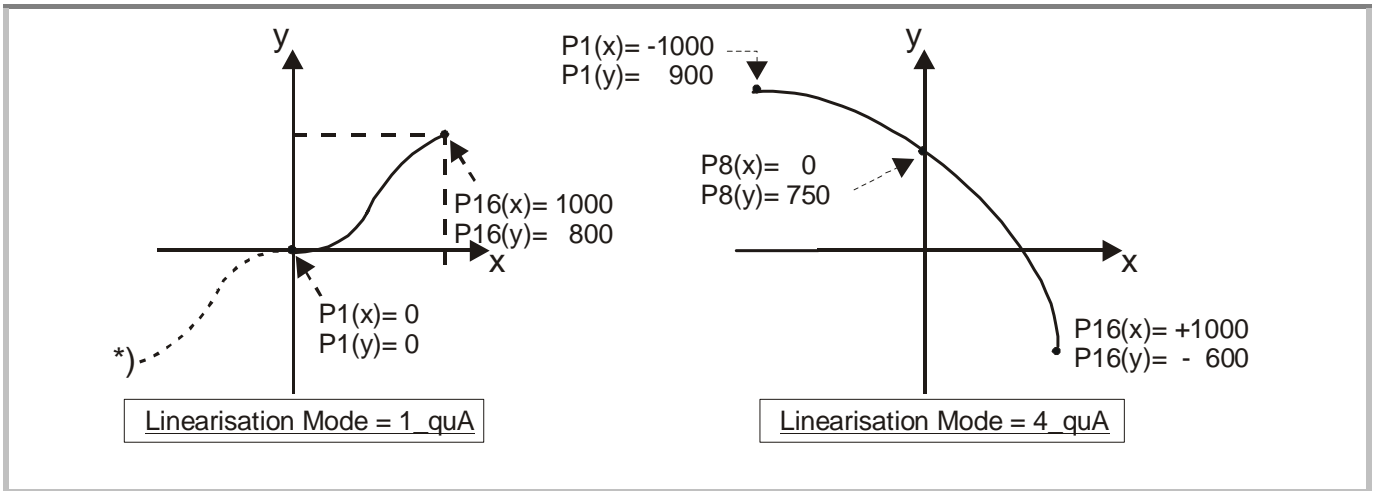 y
P16(x)= 1000
P16(y)= 800
x
P1(x)= 0
P1(y)= 0
*)
Linearisation Mode = 1_quA
P1(x)= -1000
P1(y)= 900
y
P8(x)= 0
P8(y)= 750
x
P16(x)= +1000
P16(y)= - 600
Linearisation Mode = 4_quA